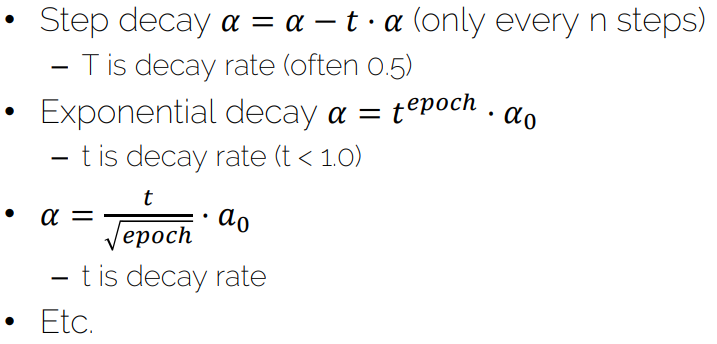 • Step decay α = α − t · α (only every n steps)
– T is decay rate (often 0.5)
• Exponential decay α = t^epoch · α₀
– t is decay rate (t < 1.0)
• α = t/√epoch · a₀
– t is decay rate
• Etc.